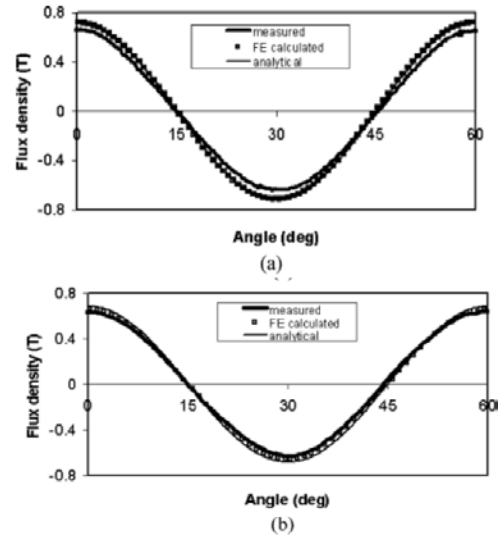 0.8
0.4
0
-0.4
-0.8
Flux density (T)
measured
FE calculated
analytical
0 15 30 45 60
Angle (deg)
(a)
0.8
0.4
0
-0.4
-0.8
Flux density (T)
measured
FE calculated
analytical
0 15 30 45 60
Angle (deg)
(b)